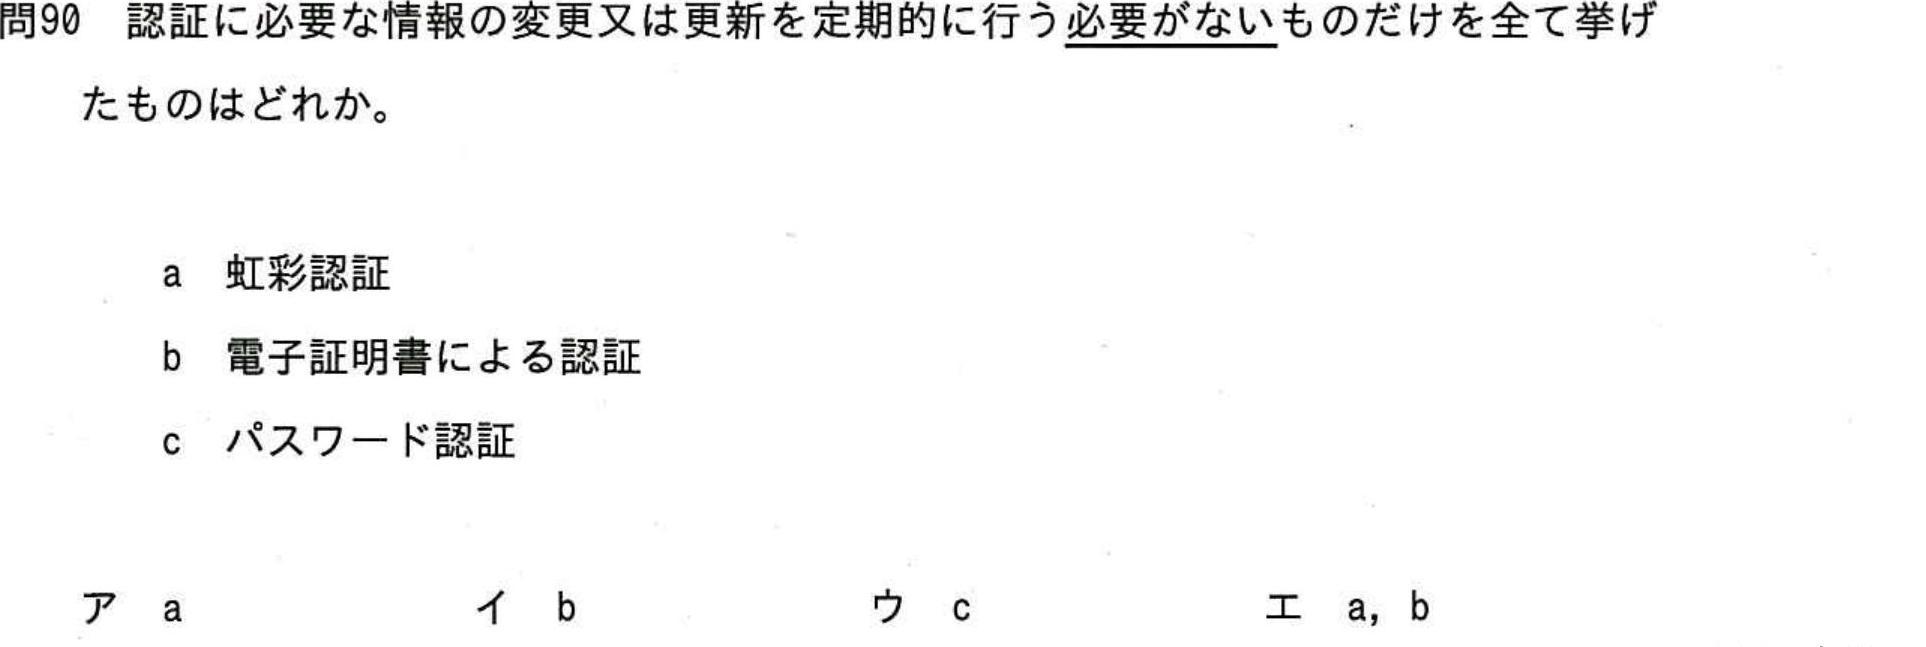 問90 認証に必要な情報の変更又は更新を定期的に行う必要がないものだけを全て挙げ
たものはどれか。
a 虹彩認証
b 電子証明書による認証
c パスワード認証
ア a イ b ウ c エ a, b